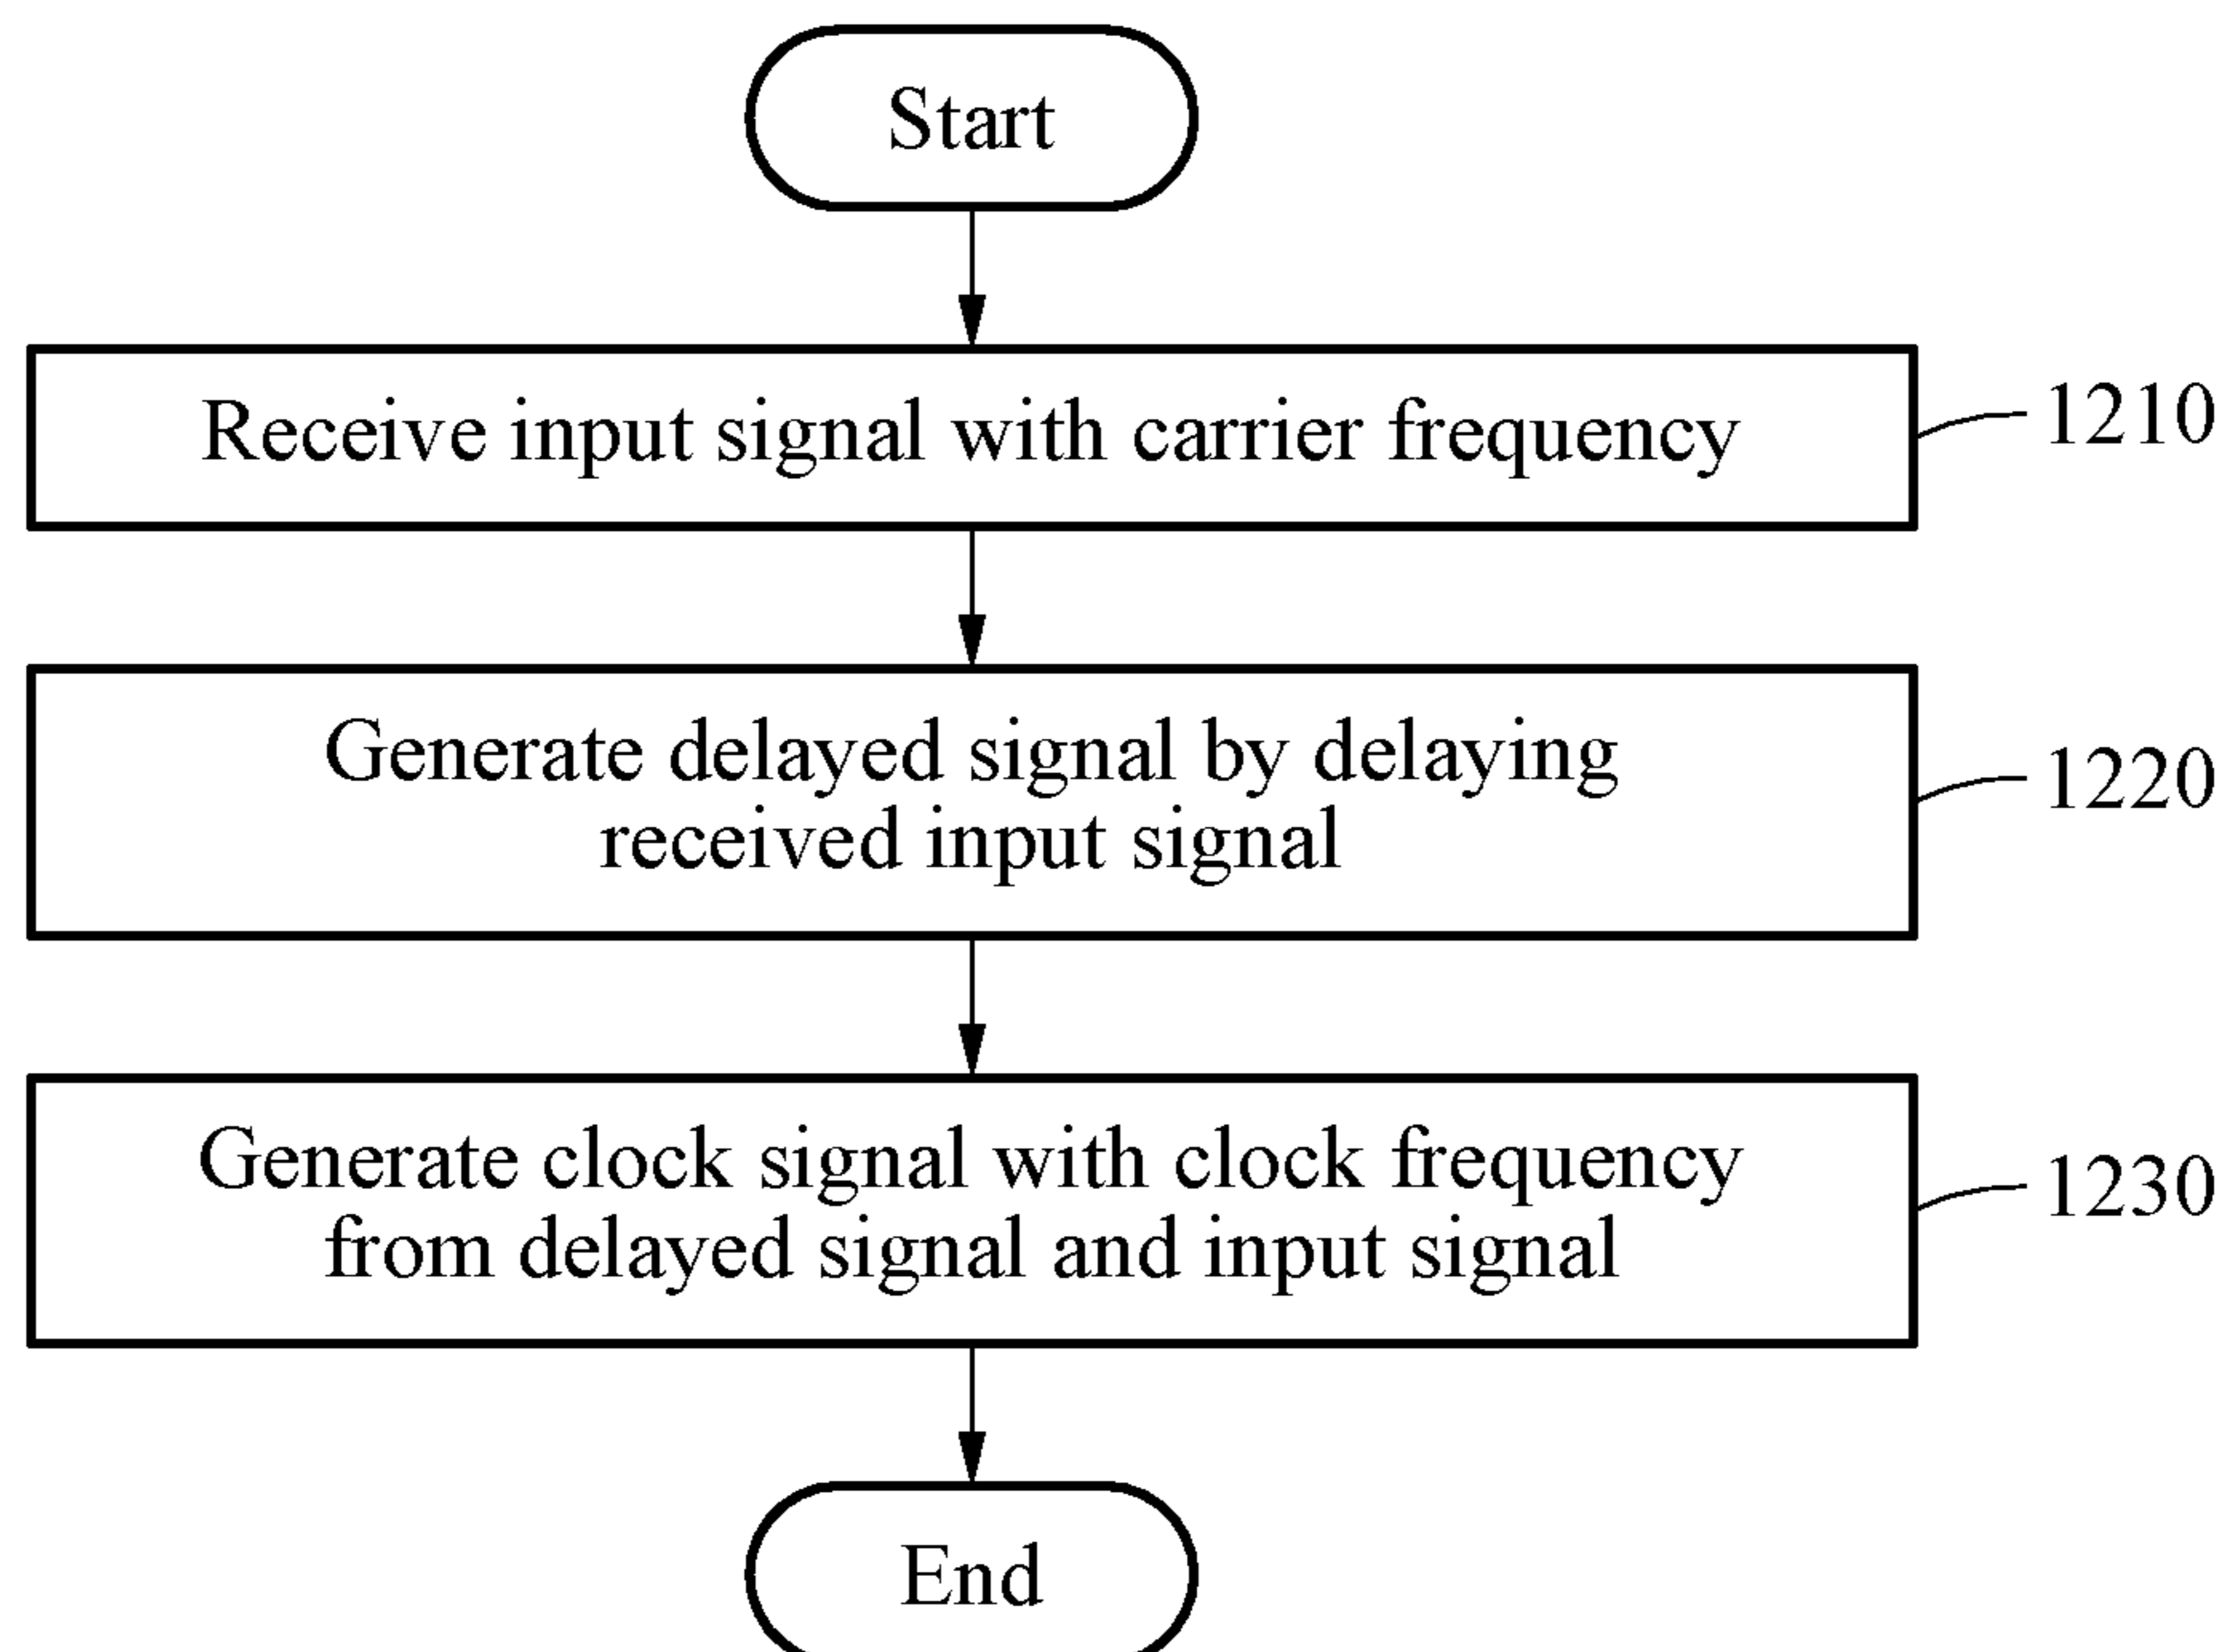 Start
Receive input signal with carrier frequency
1210
Generate delayed signal by delaying
received input signal
1220
Generate clock signal with clock frequency
from delayed signal and input signal
1230
End